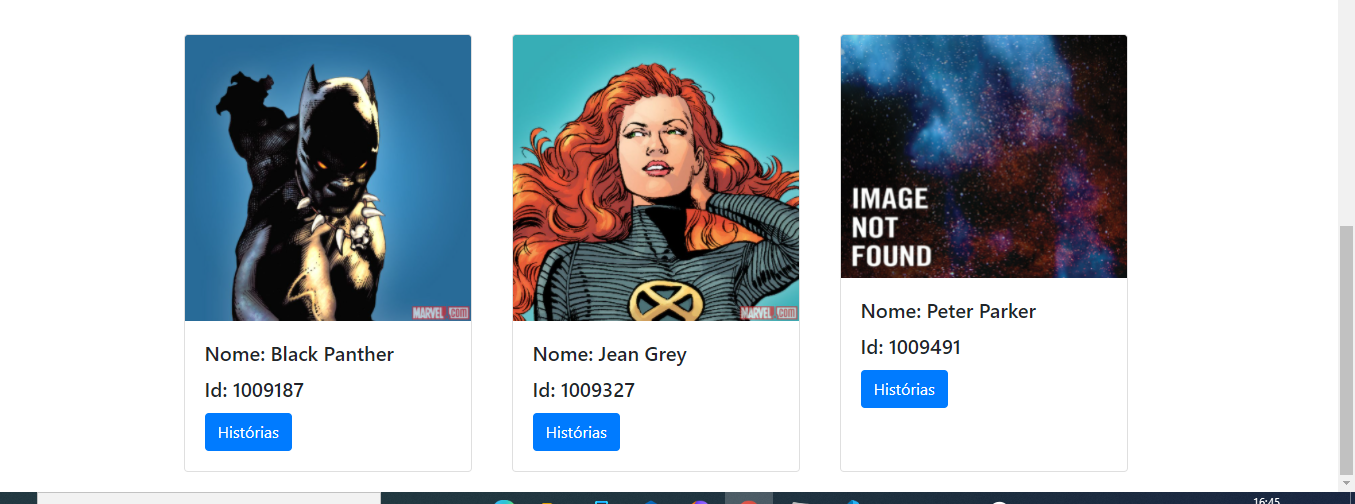 MARVEL.com
MARVEL.com
IMAGE
NOT
FOUND
Nome: Black Panther
Id: 1009187
Histórias
Nome: Jean Grey
Id: 1009327
Histórias
Nome: Peter Parker
Id: 1009491
Histórias
16:45